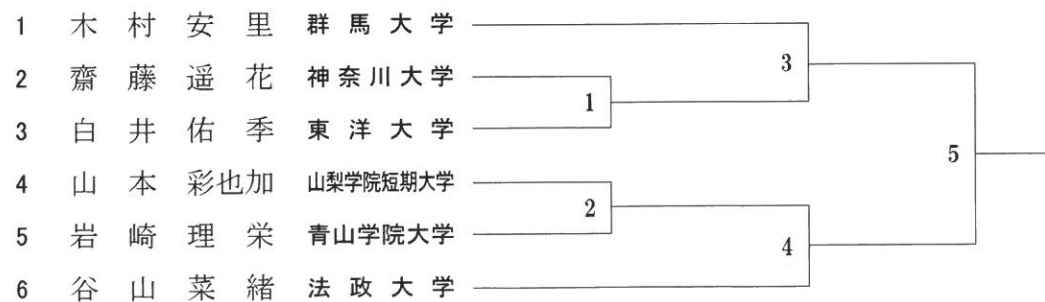 1 木村安里 群馬大学
2 齋藤遥花 神奈川大学
3 白井佑季 東洋大学
4 山本彩也加 山梨学院短期大学
5 岩崎理栄 青山学院大学
6 谷山菜緒 法政大学
3
1
5
2
4